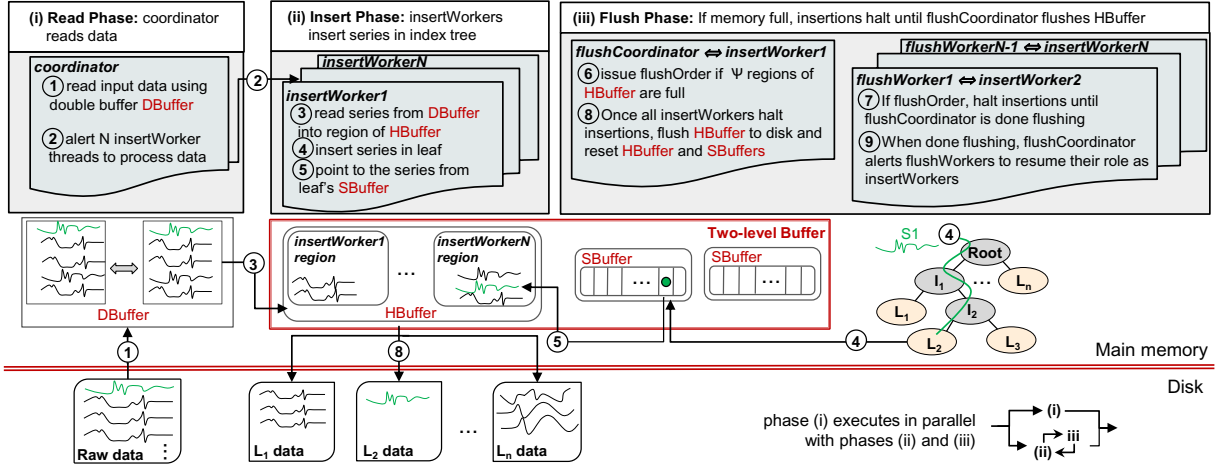 (i) Read Phase: coordinator
reads data
coordinator
1 read input data using
double buffer DBuffer
2 alert N insertWorker
threads to process data
2
(ii) Insert Phase: insertWorkers
insert series in index tree
insertWorkerN
insertWorker1
3 read series from DBuffer
into region of HBuffer
4 insert series in leaf
5 point to the series from
leaf's SBuffer
(iii) Flush Phase: If memory full, insertions halt until flushCoordinator flushes HBuffer
flushCoordinator ⇔ insertWorker1
6 issue flushOrder if Ψ regions of
HBuffer are full
8 Once all insertWorkers halt
insertions, flush HBuffer to disk and
reset HBuffer and SBuffers
flushWorkerN-1 ⇔ insertWorkerN
flushWorker1 ⇔ insertWorker2
7 If flushOrder, halt insertions until
flushCoordinator is done flushing
9 When done flushing, flushCoordinator
alerts flushWorkers to resume their role as
insertWorkers
DBuffer
3
Two-level Buffer
insertWorker1
region
...
insertWorkerN
region
HBuffer
SBuffer
...
SBuffer
...
S1
4
Root
I1
...
Ln
L1
I2
L2
L3
1
8
5
4
Main memory
Disk
Raw data
L1 data
L2 data
...
Ln data
phase (i) executes in parallel
with phases (ii) and (iii)
(i)
iii
(ii)